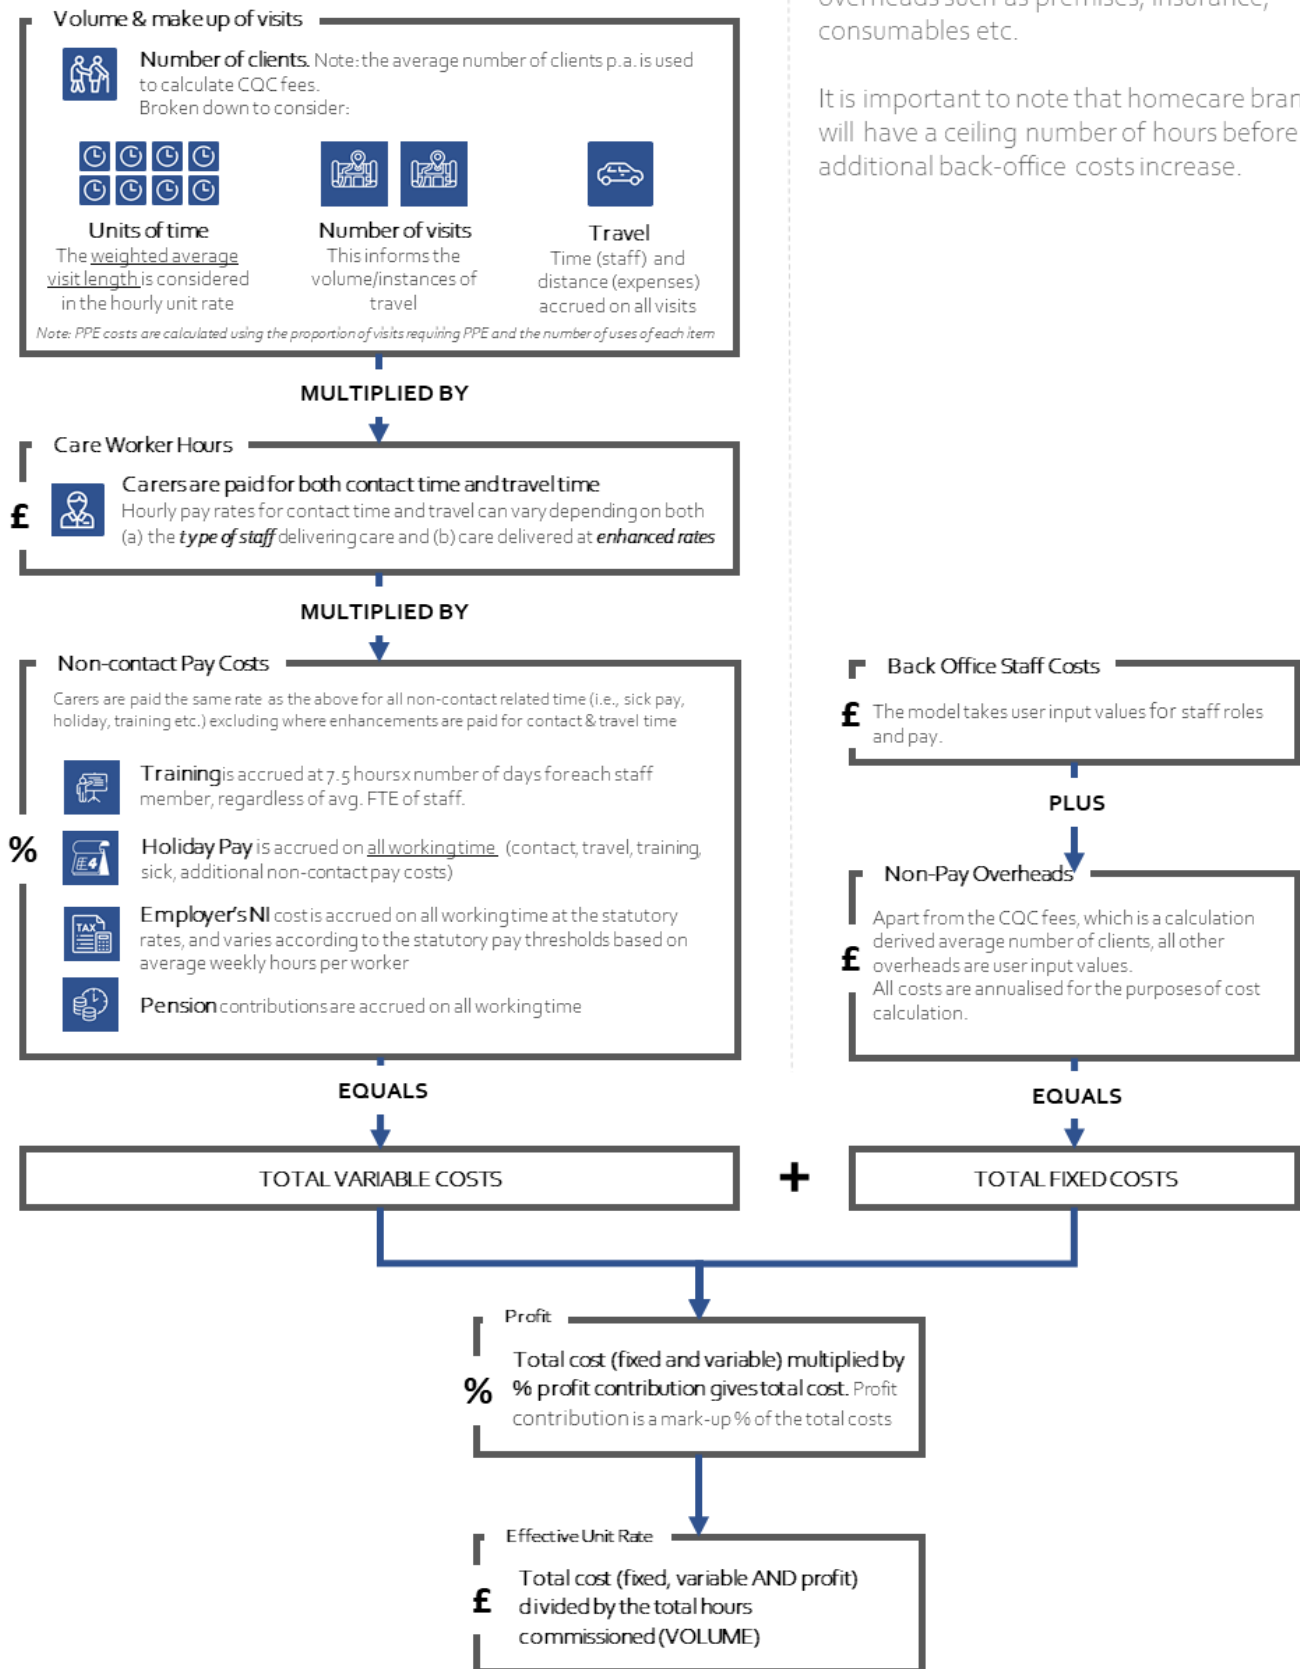 overheads such as premises, insurance,
consumables etc.
It is important to note that homecare bran
will have a ceiling number of hours before
additional back-office costs increase.
Volume & make up of visits
Number of clients. Note: the average number of clients p.a. is used
to calculate CQC fees.
Broken down to consider:
Units of time
The weighted average
visit length is considered
in the hourly unit rate
Number of visits
This informs the
volume/instances of
travel
Travel
Time (staff) and
distance (expenses)
accrued on all visits
Note: PPE costs are calculated using the proportion of visits requiring PPE and the number of uses of each item
MULTIPLIED BY
Care Worker Hours
£
Carers are paid for both contact time and travel time
Hourly pay rates for contact time and travel can vary depending on both
(a) the type of staff delivering care and (b) care delivered at enhanced rates
MULTIPLIED BY
Non-contact Pay Costs
Carers are paid the same rate as the above for all non-contact related time (i.e., sick pay,
holiday, training etc.) excluding where enhancements are paid for contact & travel time
Training is accrued at 7.5 hours x number of days for each staff
member, regardless of avg. FTE of staff.
%
4
Holiday Pay is accrued on all working time (contact, travel, training,
sick, additional non-contact pay costs)
TAX
Employer's NI cost is accrued on all working time at the statutory
rates, and varies according to the statutory pay thresholds based on
average weekly hours per worker
Pension contributions are accrued on all working time
EQUALS
TOTAL VARIABLE COSTS
+
Back Office Staff Costs
£
The model takes user input values for staff roles
and pay.
PLUS
Non-Pay Overheads
£
Apart from the CQC fees, which is a calculation
derived average number of clients, all other
overheads are user input values.
All costs are annualised for the purposes of cost
calculation.
EQUALS
TOTAL FIXED COSTS
Profit
%
Total cost (fixed and variable) multiplied by
% profit contribution gives total cost. Profit
contribution is a mark-up % of the total costs
Effective Unit Rate
£
Total cost (fixed, variable AND profit)
divided by the total hours
commissioned (VOLUME)